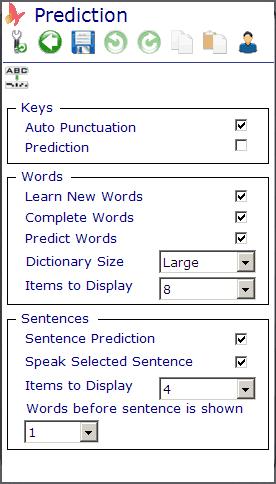 Prediction
ABC
Keys
Auto Punctuation
Prediction
Words
Learn New Words
Complete Words
Predict Words
Dictionary Size Large
Items to Display 8
Sentences
Sentence Prediction
Speak Selected Sentence
Items to Display 4
Words before sentence is shown
1